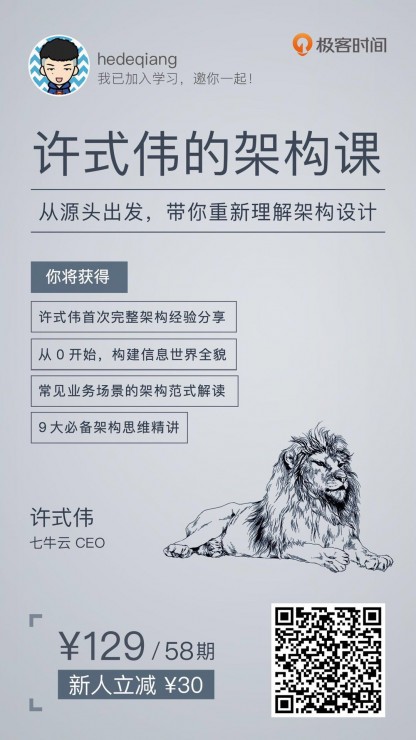 hedeqiang
极客时间
我已加入学习，邀你一起！
许式伟的架构课
从源头出发，带你重新理解架构设计
你将获得
许式伟首次完整架构经验分享
从 0 开始，构建信息世界全貌
常见业务场景的架构范式解读
9 大必备架构思维精讲
许式伟
七牛云 CEO
¥129 / 58期
新人立减 ¥30